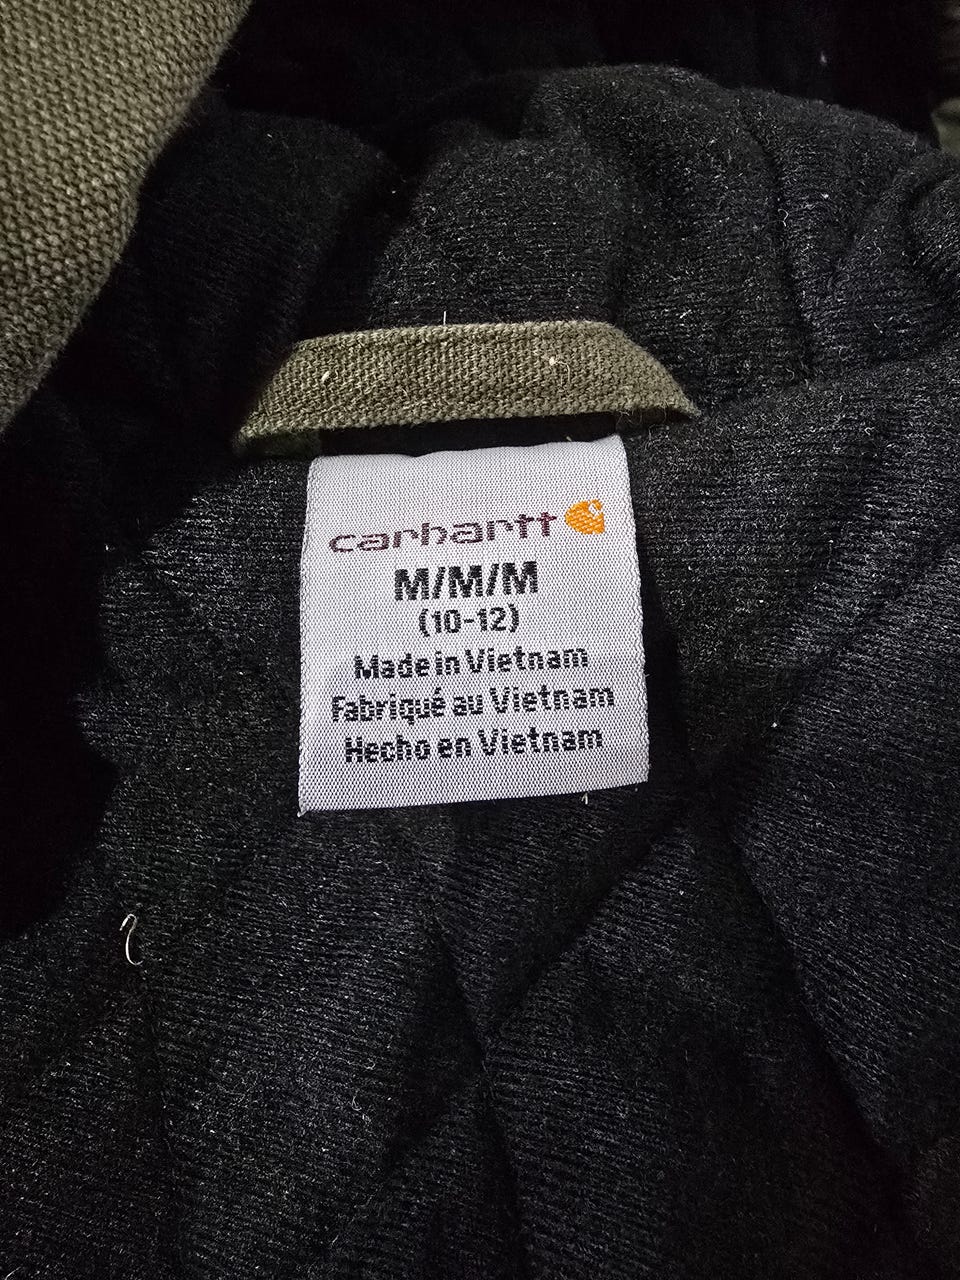 carhartt
M/M/M
(10-12)
Made in Vietnam
Fabriqué au Vietnam
Hecho en Vietnam